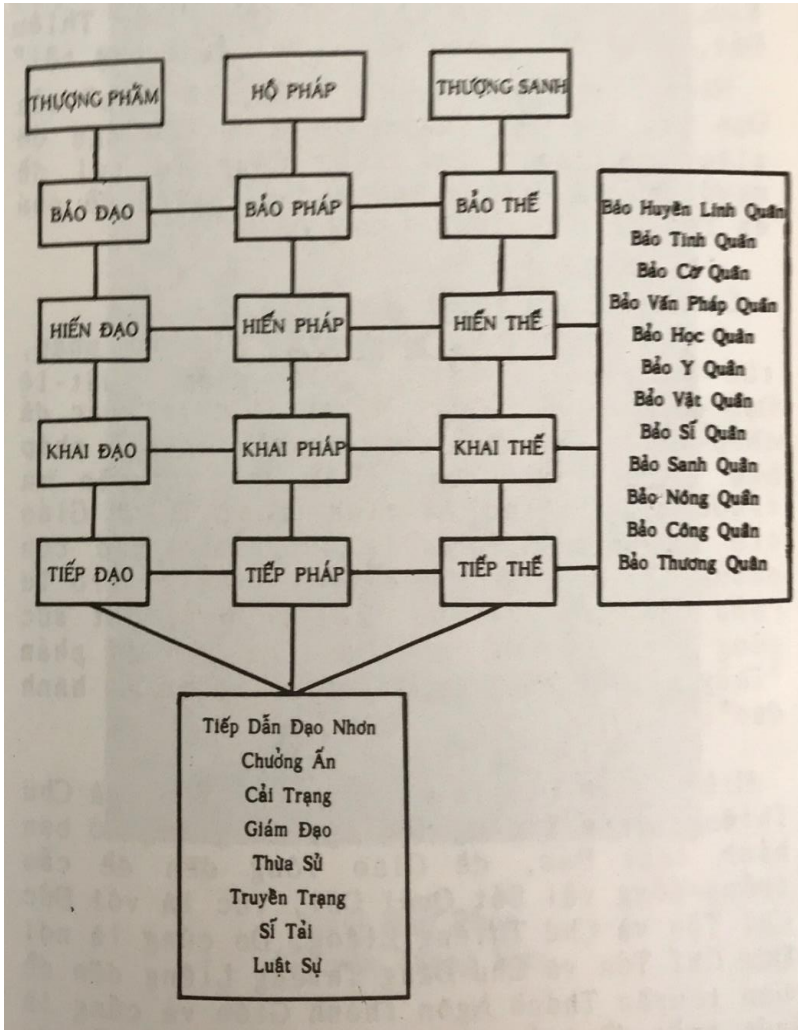 THƯỢNG PHẨM
HỘ PHÁP
THƯỢNG SANH
BẢO ĐẠO
BẢO PHÁP
BẢO THẾ
HIẾN ĐẠO
HIẾN PHÁP
HIẾN THẾ
KHAI ĐẠO
KHAI PHÁP
KHAI THẾ
TIẾP ĐẠO
TIẾP PHÁP
TIẾP THẾ
Bảo Huyền Linh Quân
Bảo Tinh Quân
Bảo Cơ Quân
Bảo Văn Pháp Quân
Bảo Học Quân
Bảo Y Quân
Bảo Vật Quân
Bảo Sĩ Quân
Bảo Sanh Quân
Bảo Nông Quân
Bảo Công Quân
Bảo Thương Quân
Tiếp Dẫn Đạo Nhơn
Chưởng Ấn
Cải Trạng
Giám Đạo
Thừa Sử
Truyền Trạng
Sĩ Tải
Luật Sự